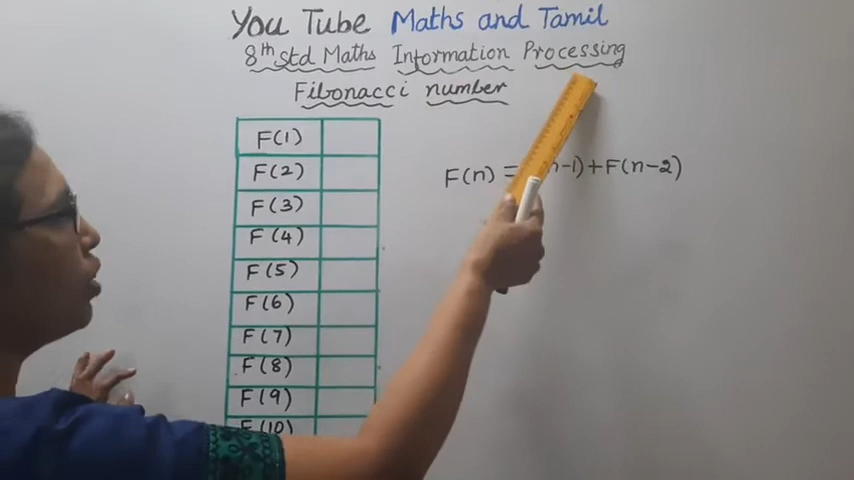 You Tube Maths and Tamil
8th std Maths Information Processing
Fibonacci number
F(1)
F(2)
F(3)
F(4)
F(5)
F(6)
F(7)
F(8)
F(9)
F(10)
F(n) = n-1)+F(n-2)